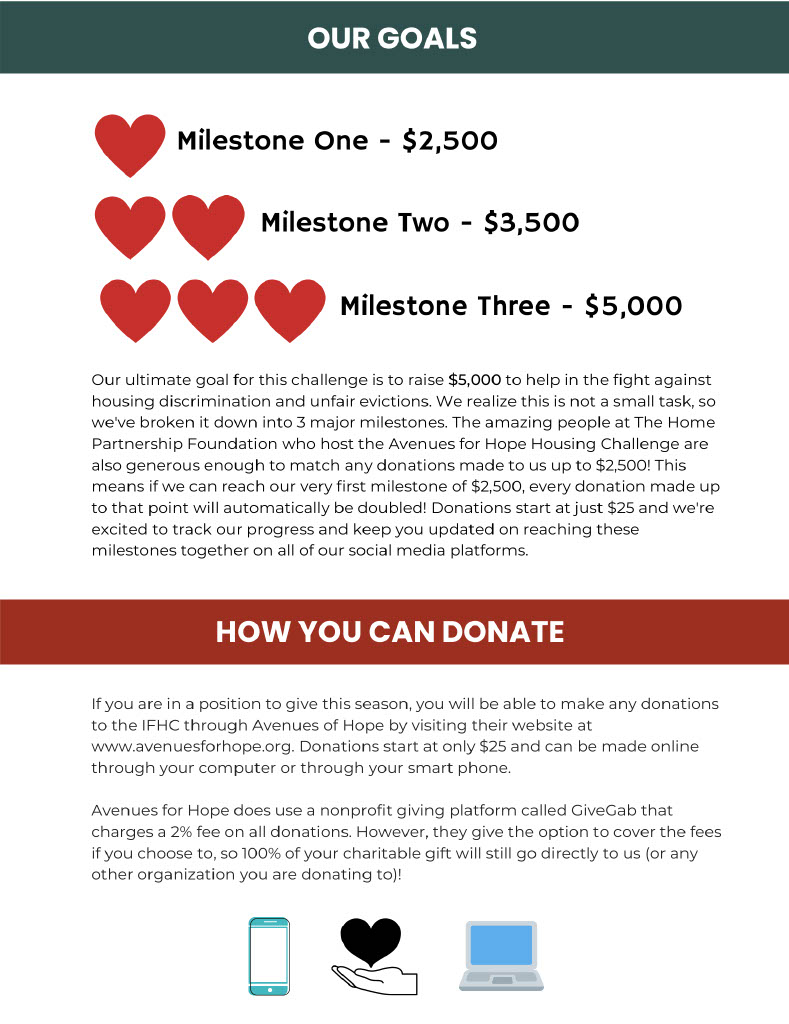 OUR GOALS
Milestone One - $2,500
Milestone Two - $3,500
Milestone Three - $5,000
Our ultimate goal for this challenge is to raise $5,000 to help in the fight against
housing discrimination and unfair evictions. We realize this is not a small task, so
we've broken it down into 3 major milestones. The amazing people at The Home
Partnership Foundation who host the Avenues for Hope Housing Challenge are
also generous enough to match any donations made to us up to $2,500! This
means if we can reach our very first milestone of $2,500, every donation made up
to that point will automatically be doubled! Donations start at just $25 and we're
excited to track our progress and keep you updated on reaching these
milestones together on all of our social media platforms.
HOW YOU CAN DONATE
If you are in a position to give this season, you will be able to make any donations
to the IFHC through Avenues of Hope by visiting their website at
www.avenuesforhope.org. Donations start at only $25 and can be made online
through your computer or through your smart phone.
Avenues for Hope does use a nonprofit giving platform called GiveGab that
charges a 2% fee on all donations. However, they give the option to cover the fees
if you choose to, so 100% of your charitable gift will still go directly to us (or any
other organization you are donating to)!